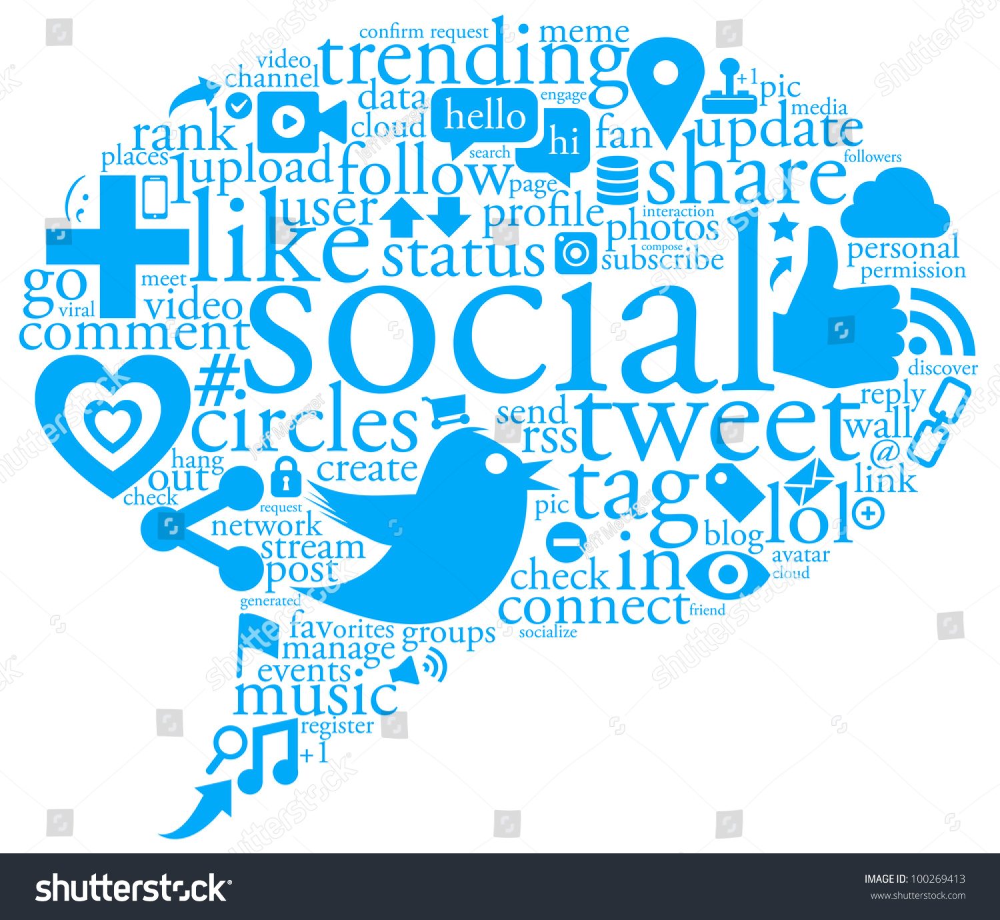 confirm request
meme
trending
video
channel
+1
pic
data
engage
hello
media
rank
cloud
hi
fan
update
places
upload
follow
search
share
followers
page
user
profile
interaction
photos
like
status
compose
subscribe
personal
permission
go
meet
viral
video
comment
social
discover
#
circles
send
tweet
reply
rss
wall
@
hang
out
create
tag
link
check
request
pic
lol
network
blog
stream
in
avatar
post
check
cloud
generated
connect
friend
favorites
groups
socialize
manage
events
music
register
+1
shutterstock
Jeff Metzger
shutterstock
IMAGE ID: 100269413
www.shutterstock.com